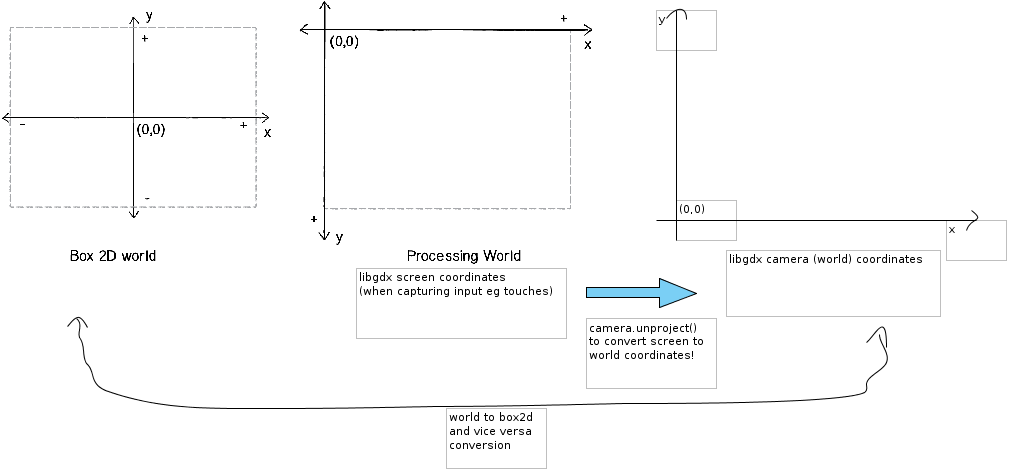 y
+
-
(0,0)
+
x
-
Box 2D world
+
(0,0)
x
+
y
Processing World
libgdx screen coordinates
(when capturing input eg touches)
y
(0,0)
x
libgdx camera (world) coordinates
camera.unproject()
to convert screen to
world coordinates!
world to box2d
and vice versa
conversion